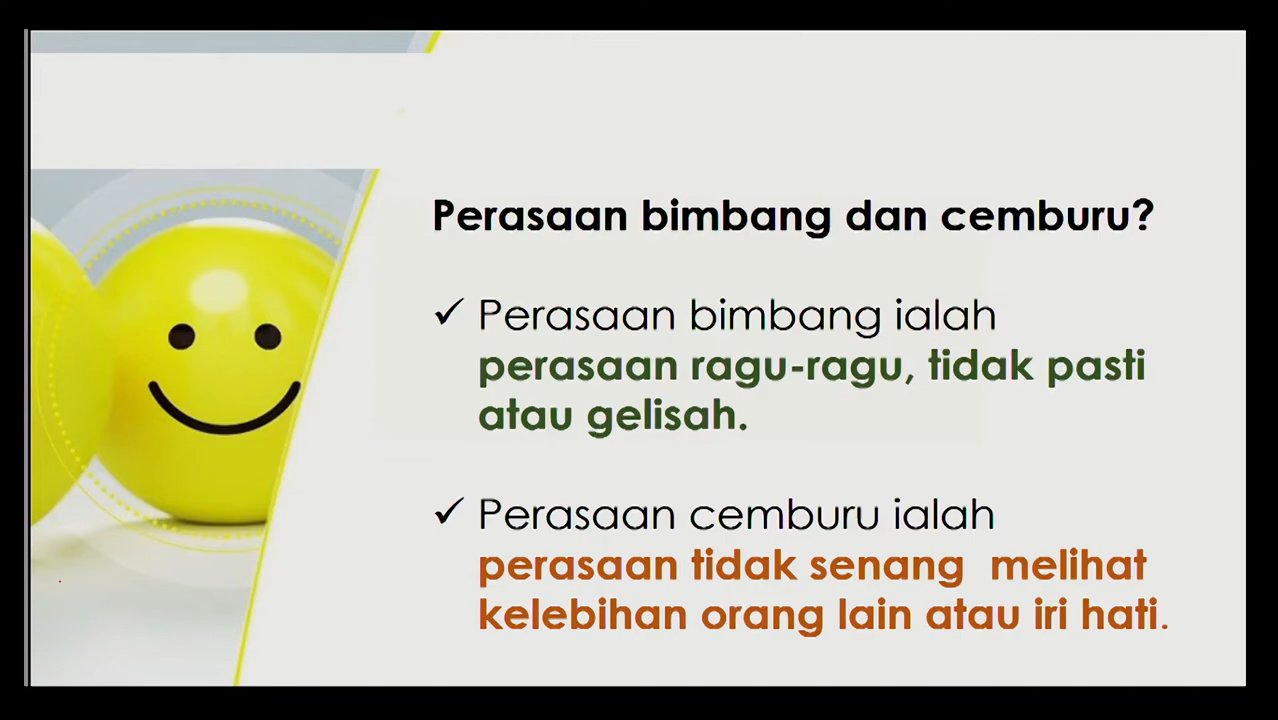 Perasaan bimbang dan cemburu?
✓ Perasaan bimbang ialah
perasaan ragu-ragu, tidak pasti
atau gelisah.
✓ Perasaan cemburu ialah
perasaan tidak senang melihat
kelebihan orang lain atau iri hati.